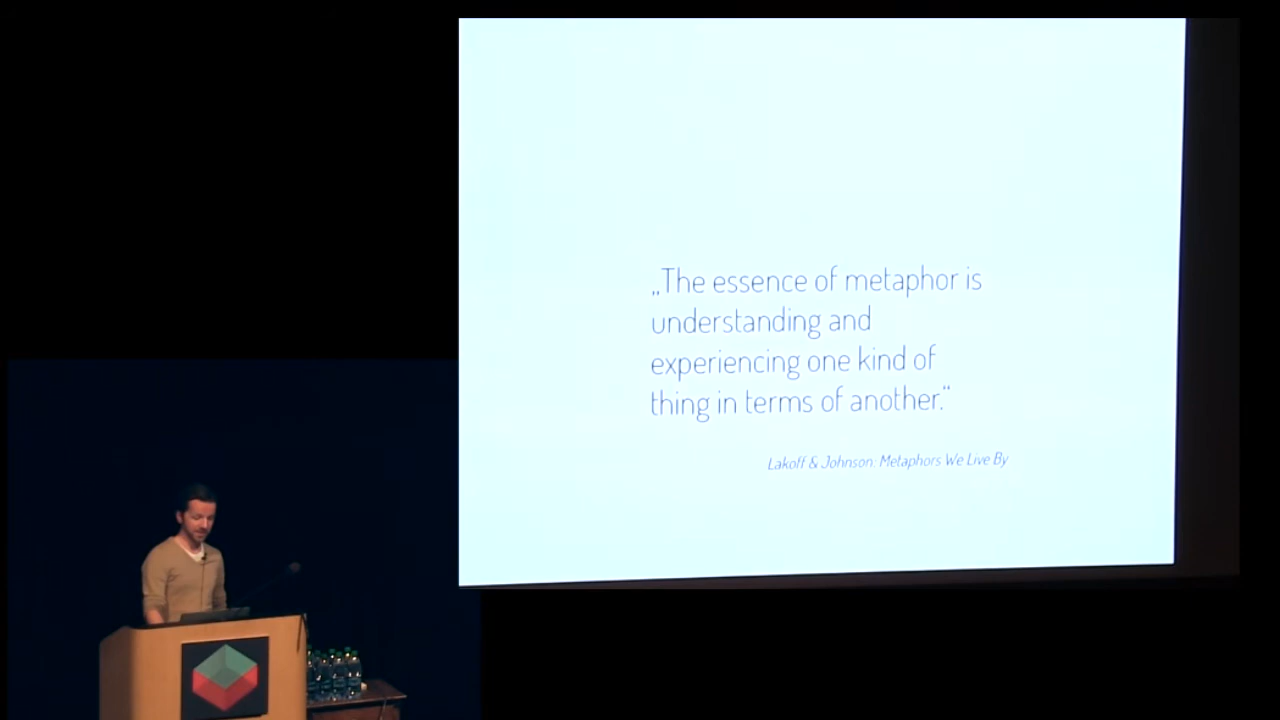 „The essence of metaphor is
understanding and
experiencing one kind of
thing in terms of another.“
Lakoff & Johnson: Metaphors We Live By